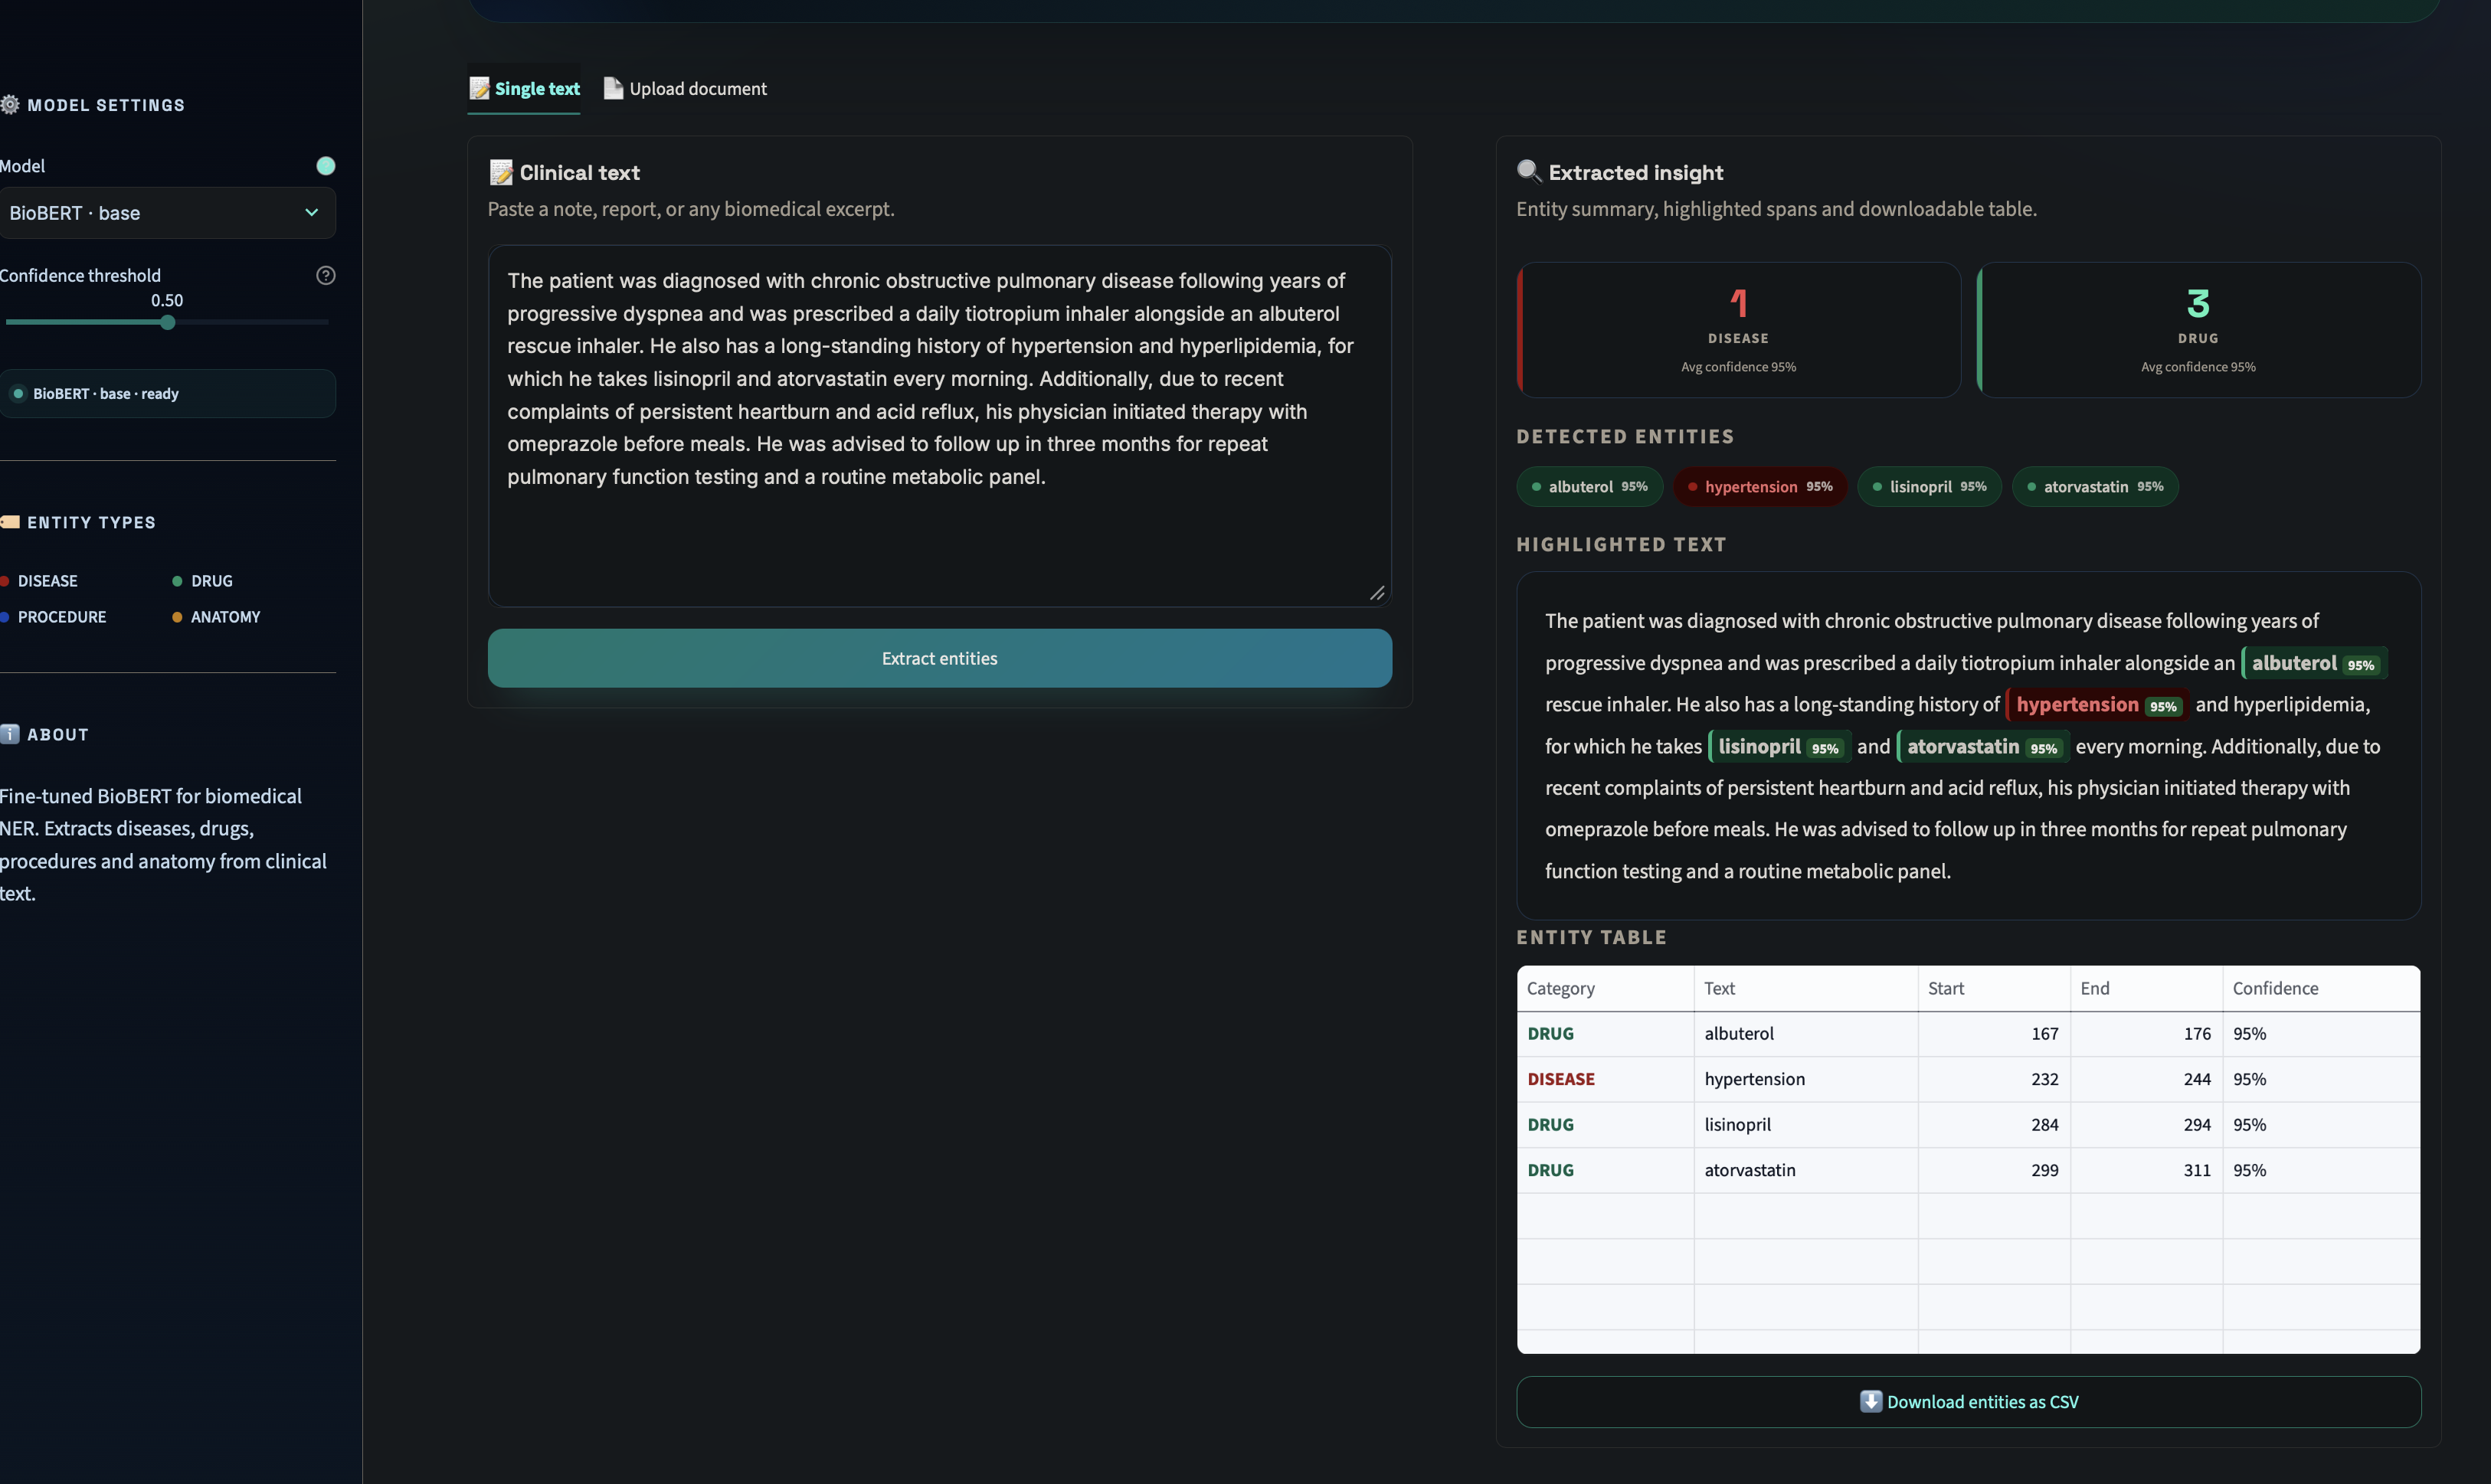 MODEL SETTINGS
Model
BioBERT · base
Confidence threshold
0.50
BioBERT · base · ready
ENTITY TYPES
DISEASE
DRUG
PROCEDURE
ANATOMY
ABOUT
Fine-tuned BioBERT for biomedical
NER. Extracts diseases, drugs,
procedures and anatomy from clinical
text.
Single text
Upload document
Clinical text
Paste a note, report, or any biomedical excerpt.
The patient was diagnosed with chronic obstructive pulmonary disease following years of
progressive dyspnea and was prescribed a daily tiotropium inhaler alongside an albuterol
rescue inhaler. He also has a long-standing history of hypertension and hyperlipidemia, for
which he takes lisinopril and atorvastatin every morning. Additionally, due to recent
complaints of persistent heartburn and acid reflux, his physician initiated therapy with
omeprazole before meals. He was advised to follow up in three months for repeat
pulmonary function testing and a routine metabolic panel.
Extract entities
Extracted insight
Entity summary, highlighted spans and downloadable table.
1
DISEASE
Avg confidence 95%
3
DRUG
Avg confidence 95%
DETECTED ENTITIES
albuterol 95% hypertension 95% lisinopril 95% atorvastatin 95%
HIGHLIGHTED TEXT
The patient was diagnosed with chronic obstructive pulmonary disease following years of
progressive dyspnea and was prescribed a daily tiotropium inhaler alongside an albuterol 95%
rescue inhaler. He also has a long-standing history of hypertension 95% and hyperlipidemia,
for which he takes lisinopril 95% and atorvastatin 95% every morning. Additionally, due to
recent complaints of persistent heartburn and acid reflux, his physician initiated therapy with
omeprazole before meals. He was advised to follow up in three months for repeat pulmonary
function testing and a routine metabolic panel.
ENTITY TABLE
Category Text Start End Confidence
DRUG albuterol 167 176 95%
DISEASE hypertension 232 244 95%
DRUG lisinopril 284 294 95%
DRUG atorvastatin 299 311 95%
Download entities as CSV